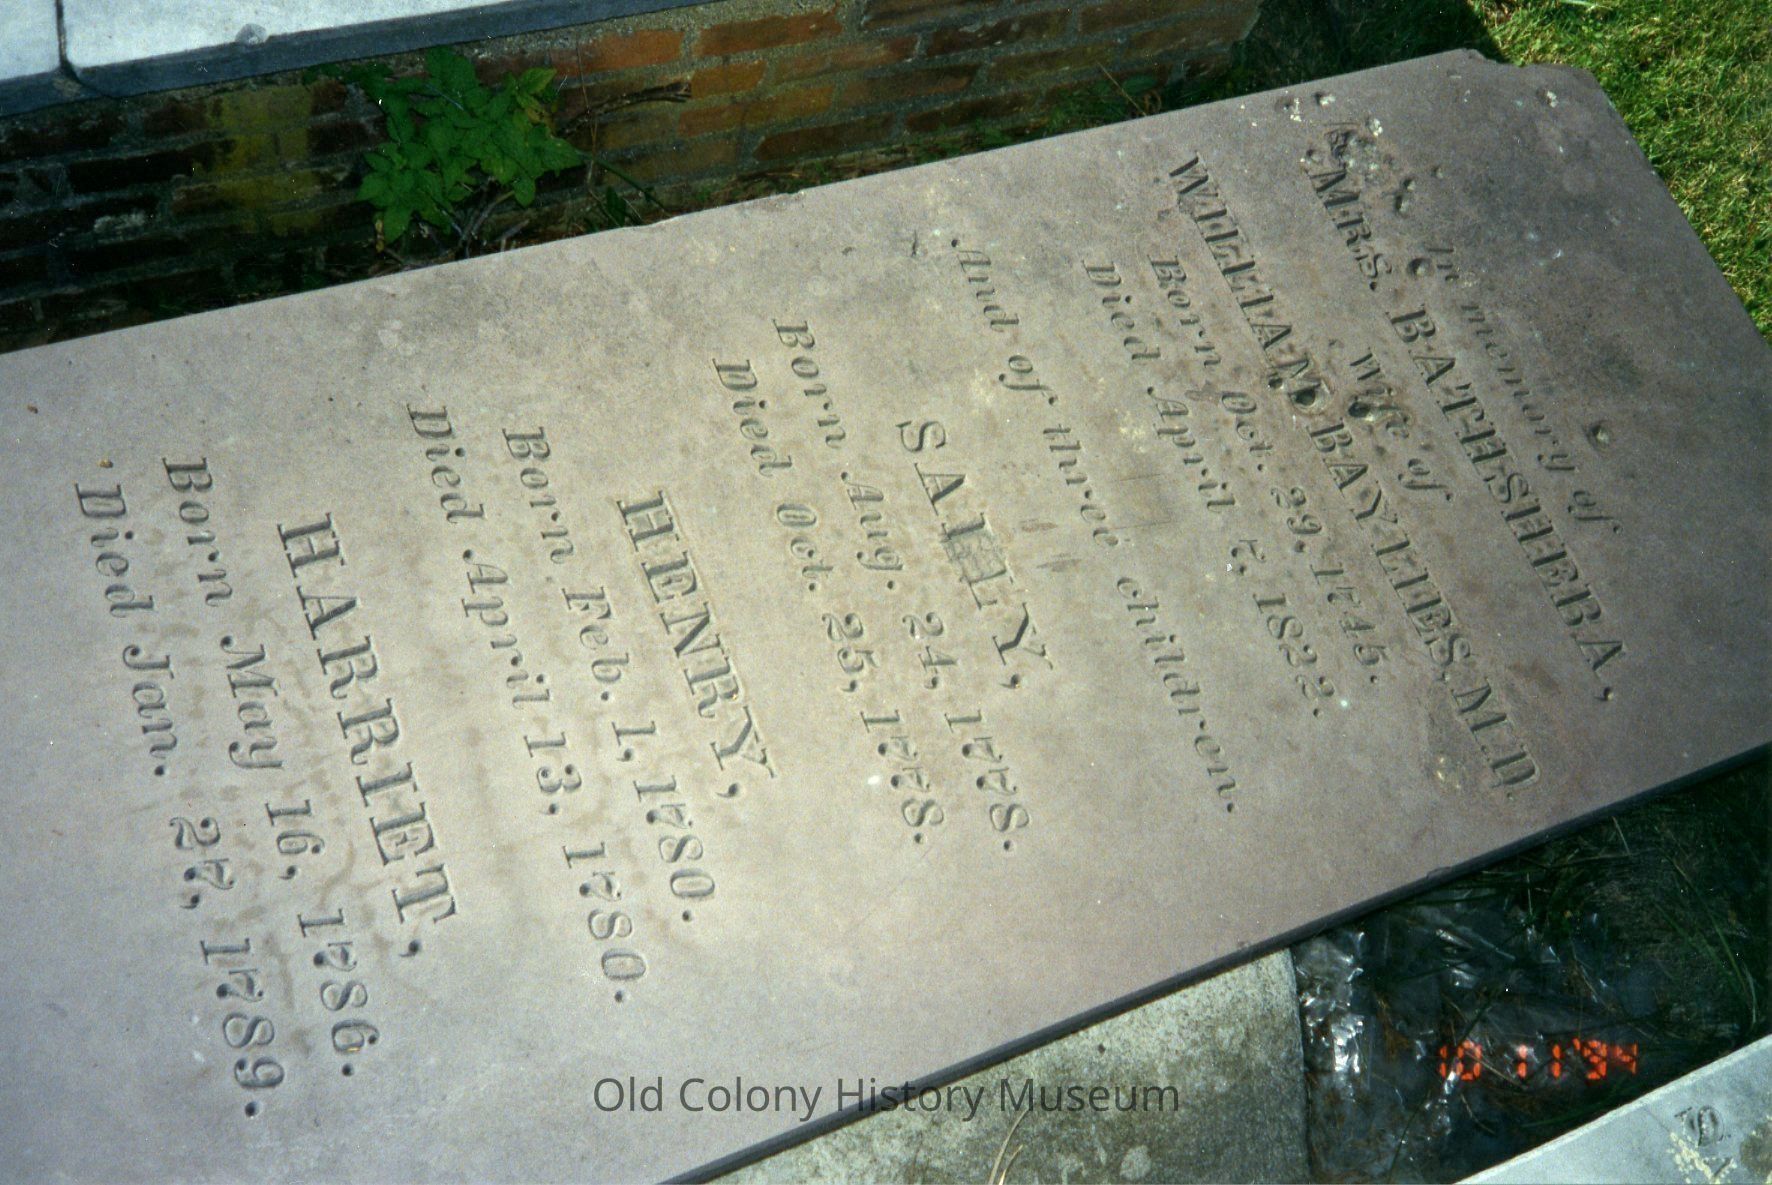 In memory of
MRS. BATHSHEBA,
Wife of
WILLIAM BAYLIES, M.D.
Born Oct. 29, 1745.
Died April 7, 1822.
And of three children.
SALLY,
Born Aug. 24, 1778.
Died Oct. 25, 1778.
HENRY,
Born Feb. 1, 1780.
Died April 13, 1780.
HARRIET,
Born May 16, 1786.
Died Jan. 27, 1789.
Old Colony History Museum
10 11 '94